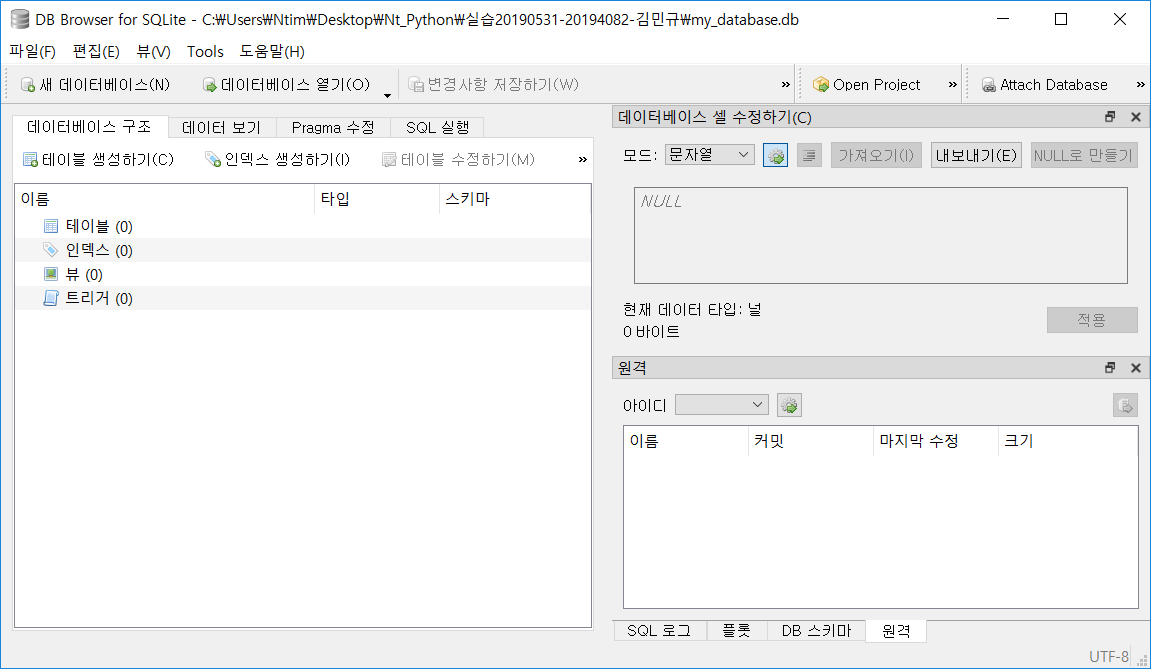 DB Browser for SQLite - C:₩Users₩Ntim₩Desktop₩Nt_Python₩실습20190531-20194082-김민규₩my_database.db
파일(F) 편집(E) 뷰(V) Tools 도움말(H)
새 데이터베이스(N) 데이터베이스 열기(O) 변경사항 저장하기(W) » Open Project » Attach Database »
데이터베이스 구조 데이터 보기 Pragma 수정 SQL 실행
테이블 생성하기(C) 인덱스 생성하기(I) 테이블 수정하기(M) »
이름 타입 스키마
테이블 (0)
인덱스 (0)
뷰 (0)
트리거 (0)
데이터베이스 셀 수정하기(C)
모드: 문자열 가져오기(I) 내보내기(E) NULL로 만들기
NULL
현재 데이터 타입: 널
0 바이트
적용
원격
아이디
이름 커밋 마지막 수정 크기
SQL 로그 플롯 DB 스키마 원격
UTF-8